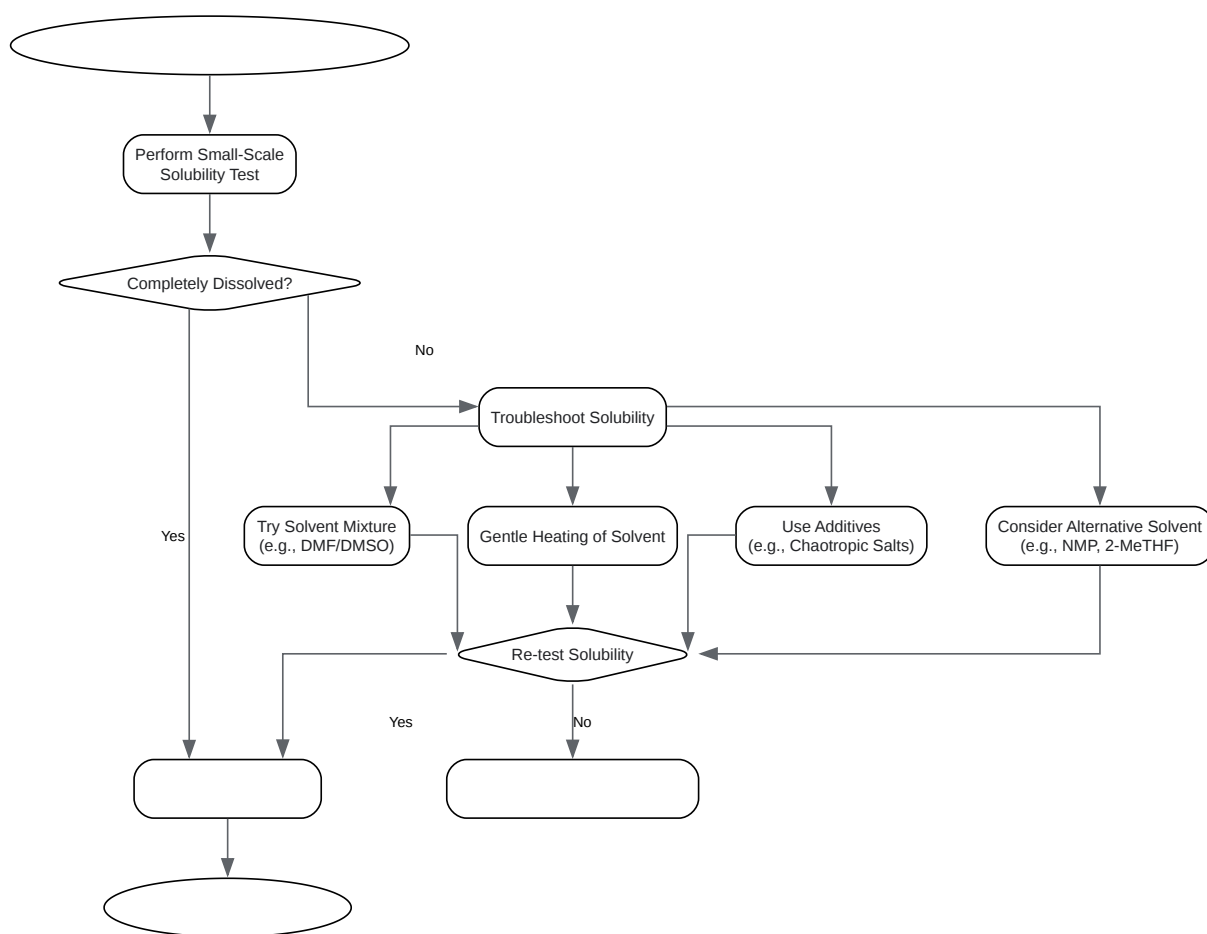 Perform Small-Scale
Solubility Test
Completely Dissolved?
No
Troubleshoot Solubility
Yes
Try Solvent Mixture
(e.g., DMF/DMSO)
Gentle Heating of Solvent
Use Additives
(e.g., Chaotropic Salts)
Consider Alternative Solvent
(e.g., NMP, 2-MeTHF)
Re-test Solubility
Yes
No